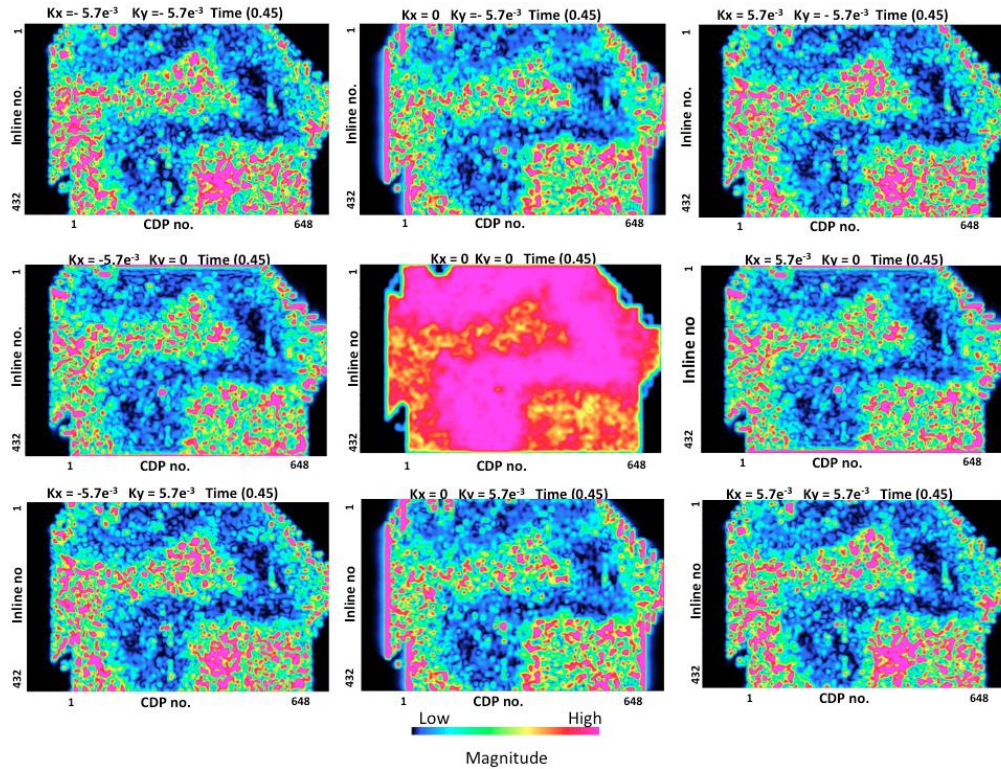 Kx =- 5.7e-3 Ky =- 5.7e-3 Time (0.45)
Kx = 0 Ky =- 5.7e-3 Time (0.45)
Kx = 5.7e-3 Ky = - 5.7e-3 Time (0.45)
1
Inline no.
432
1 CDP no. 648
1
Inline no.
432
1 CDP no. 648
1
Inline no.
432
1 CDP no. 648
Kx = -5.7e-3 Ky = 0 Time (0.45)
Kx = 0 Ky = 0 Time (0.45)
Kx = 5.7e-3 Ky = 0 Time (0.45)
1
Inline no.
432
1 CDP no. 648
1
Inline no.
432
1 CDP no. 648
1
Inline no
432
1 CDP no. 648
Kx = -5.7e-3 Ky = 5.7e-3 Time (0.45)
Kx = 0 Ky = 5.7e-3 Time (0.45)
Kx = 5.7e-3 Ky = 5.7e-3 Time (0.45)
1
Inline no
432
1 CDP no. 648
1
Inline no
432
1 CDP no. 648
1
Inline no
432
1 CDP no. 648
Low High
Magnitude